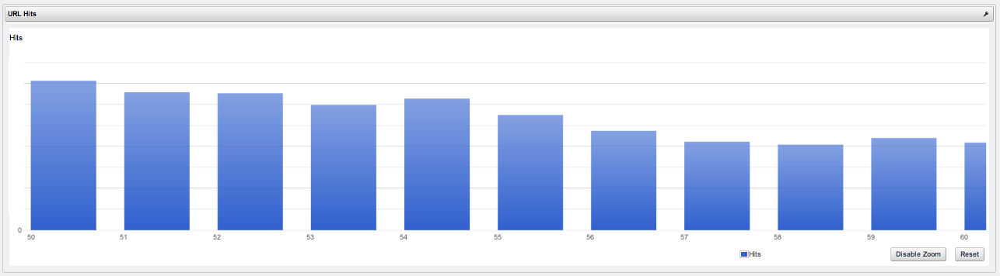 URL Hits
Hits
0
50 51 52 53 54 55 56 57 58 59 60
Hits Disable Zoom Reset